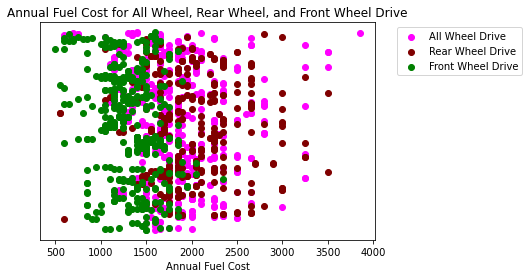 Annual Fuel Cost for All Wheel, Rear Wheel, and Front Wheel Drive
All Wheel Drive
Rear Wheel Drive
Front Wheel Drive
500 1000 1500 2000 2500 3000 3500 4000
Annual Fuel Cost